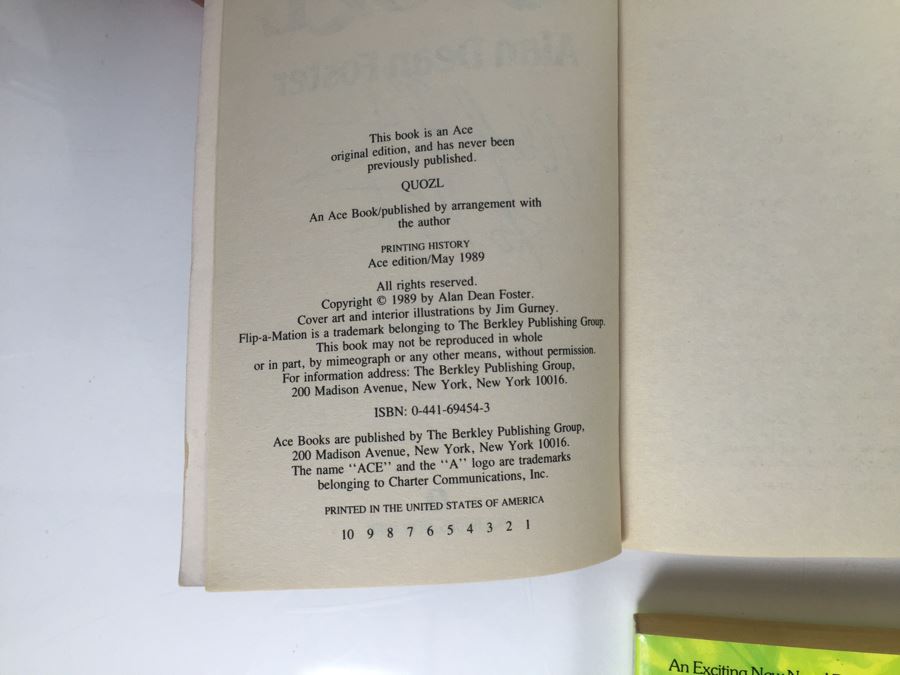 Alan Dean Foster
This book is an Ace
original edition, and has never been
previously published.
QUOZL
An Ace Book/published by arrangement with
the author
PRINTING HISTORY
Ace edition/May 1989
All rights reserved.
Copyright © 1989 by Alan Dean Foster.
Cover art and interior illustrations by Jim Gurney.
Flip-a-Mation is a trademark belonging to The Berkley Publishing Group.
This book may not be reproduced in whole
or in part, by mimeograph or any other means, without permission.
For information address: The Berkley Publishing Group,
200 Madison Avenue, New York, New York 10016.
ISBN: 0-441-69454-3
Ace Books are published by The Berkley Publishing Group,
200 Madison Avenue, New York, New York 10016.
The name "ACE" and the "A" logo are trademarks
belonging to Charter Communications, Inc.
PRINTED IN THE UNITED STATES OF AMERICA
10 9 8 7 6 5 4 3 2 1
An Exciting New